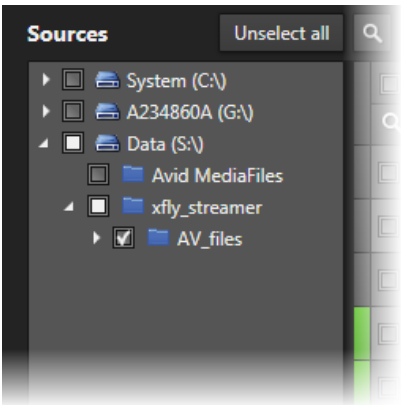 Sources
Unselect all
System (C:\)
A234860A (G:\)
Data (S:\)
Avid MediaFiles
xfly_streamer
AV_files